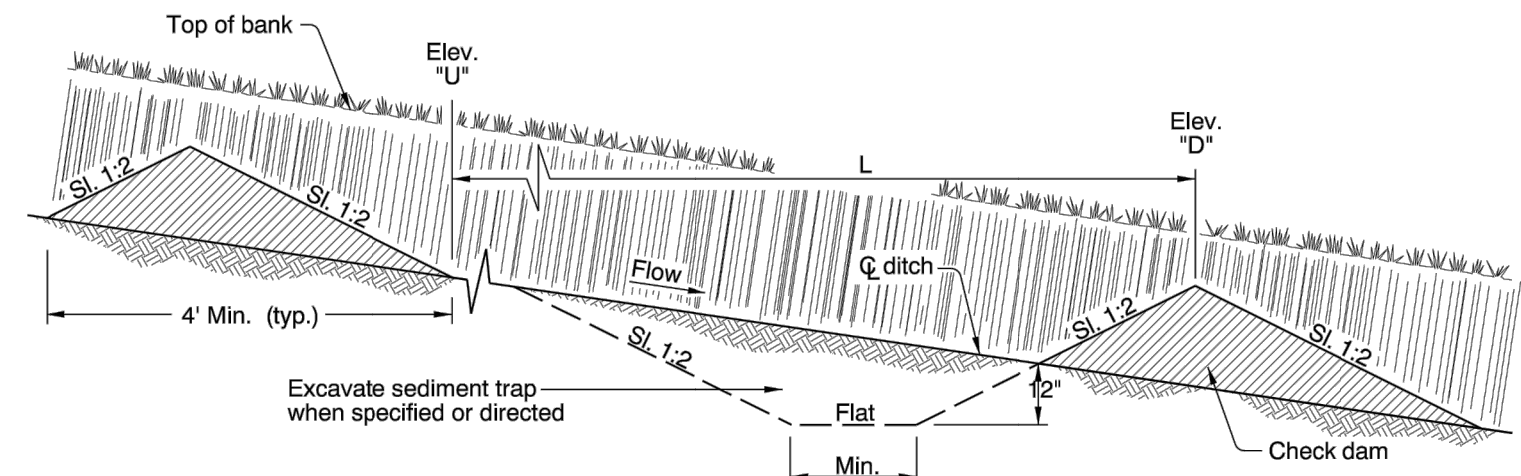 Top of bank
Elev.
"U"
Elev.
"D"
L
Sl. 1:2
Sl. 1:2
Flow
℄ ditch
4' Min. (typ.)
Sl. 1:2
Sl. 1:2
Sl. 1:2
Excavate sediment trap
when specified or directed
12"
Flat
Check dam
Min.